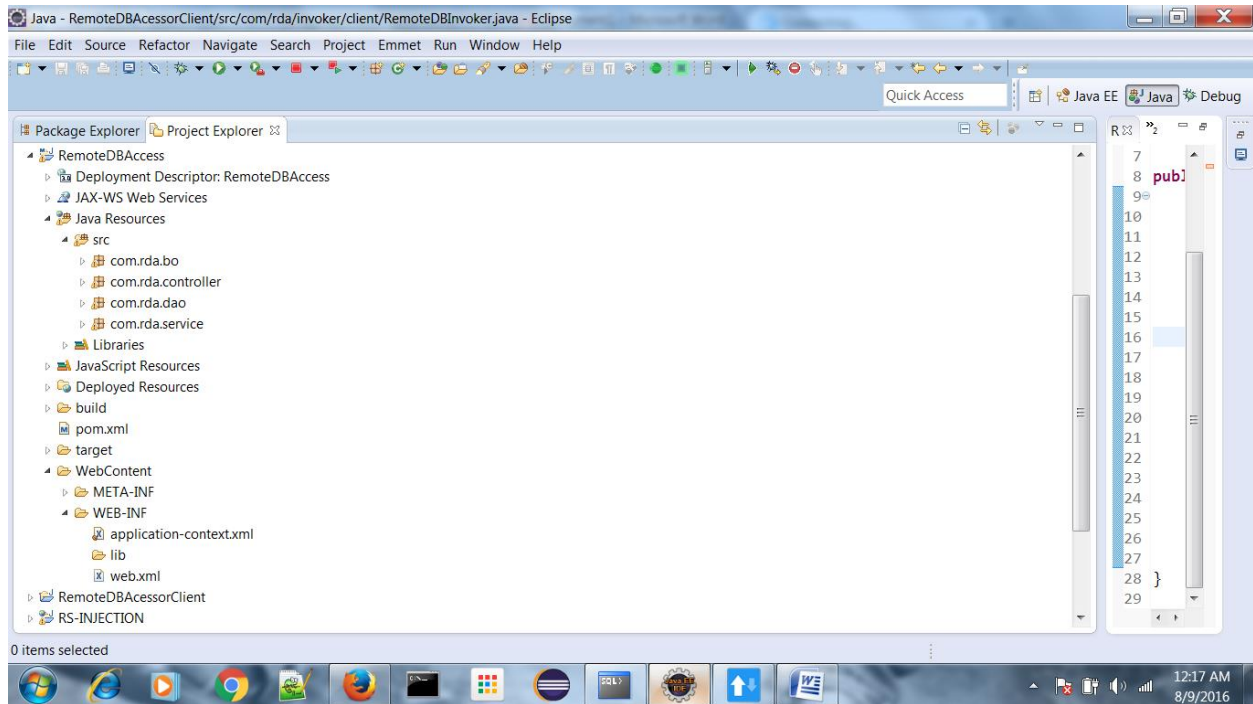 Java - RemoteDBAcessorClient/src/com/rda/invoker/client/RemoteDBInvoker.java - Eclipse
File Edit Source Refactor Navigate Search Project Emmet Run Window Help
Quick Access
Java EE Java Debug
Package Explorer Project Explorer
RemoteDBAccess
Deployment Descriptor: RemoteDBAccess
JAX-WS Web Services
Java Resources
src
com.rda.bo
com.rda.controller
com.rda.dao
com.rda.service
Libraries
JavaScript Resources
Deployed Resources
build
pom.xml
target
WebContent
META-INF
WEB-INF
application-context.xml
lib
web.xml
RemoteDBAcessorClient
RS-INJECTION
R »2
7
8 publ
9
10
11
12
13
14
15
16
17
18
19
20
21
22
23
24
25
26
27
28 }
29
0 items selected
SQL>
Java EE
IDE
12:17 AM
8/9/2016